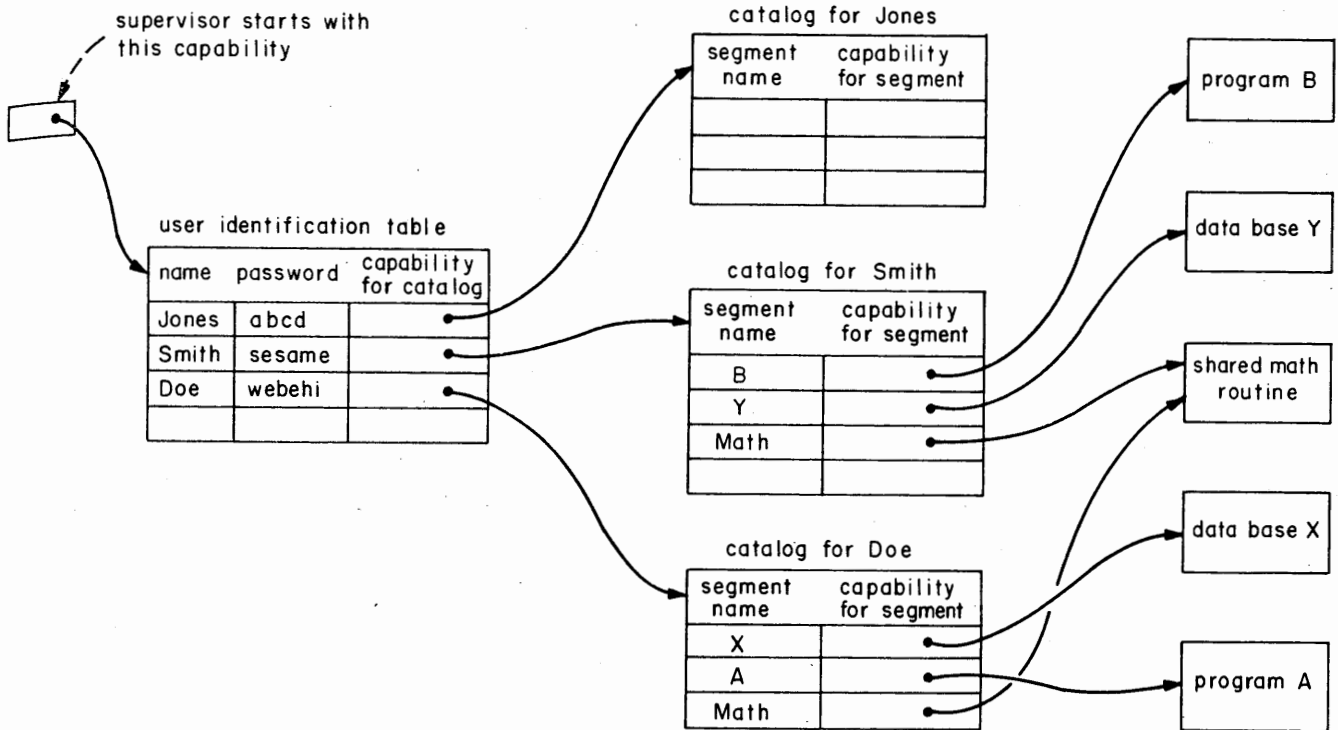 supervisor starts with
this capability
user identification table
name password capability
for catalog
Jones abcd
Smith sesame
Doe webehi
catalog for Jones
segment capability
name for segment
catalog for Smith
segment capability
name for segment
B
Y
Math
catalog for Doe
segment capability
name for segment
X
A
Math
program B
data base Y
shared math
routine
data base X
program A